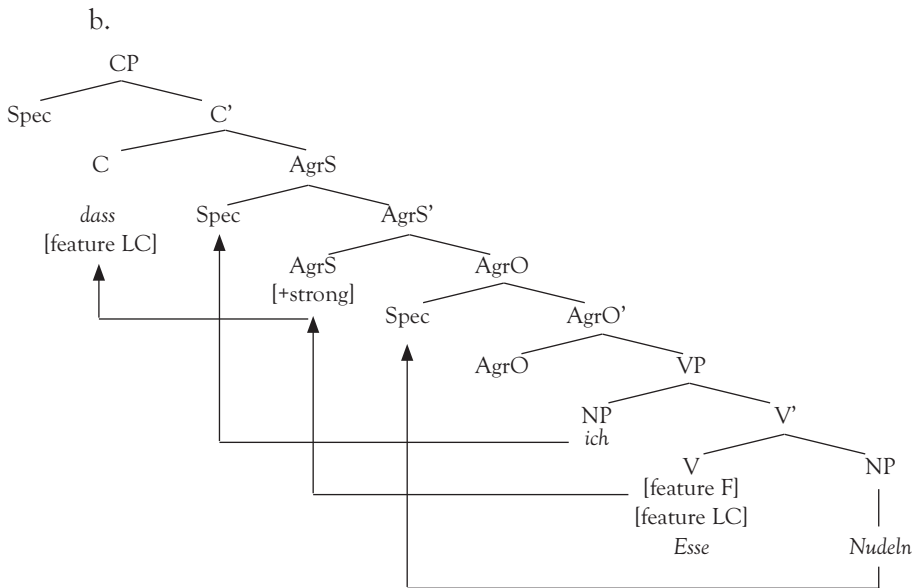 b.
CP
Spec C'
C AgrS
dass Spec AgrS'
[feature LC]
AgrS AgrO
[+strong]
Spec AgrO'
AgrO VP
NP V'
ich
V NP
[feature F]
[feature LC]
Esse Nudeln